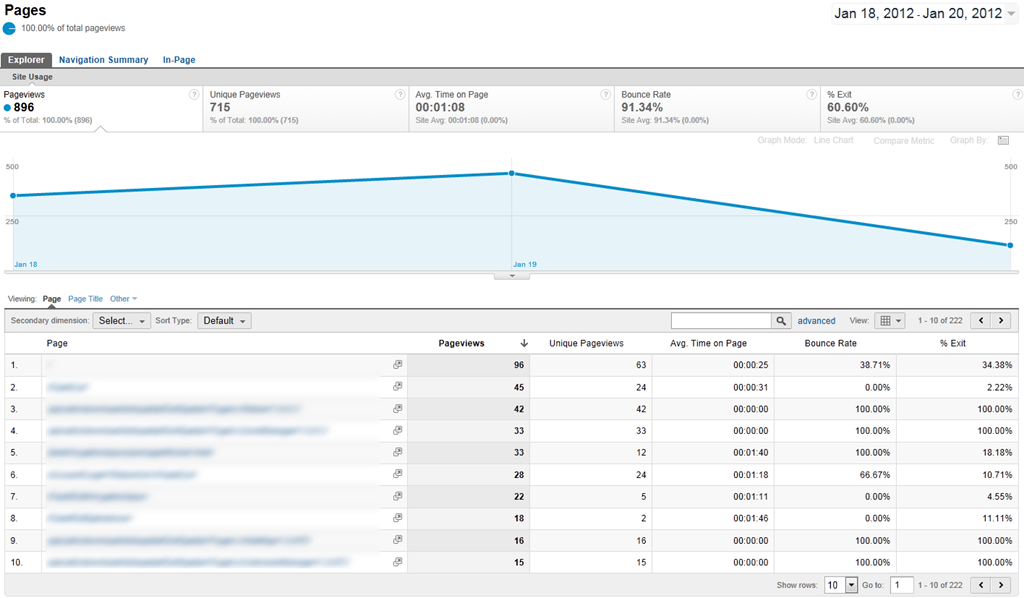 Pages
Jan 18, 2012 - Jan 20, 2012
100.00% of total pageviews
Explorer Navigation Summary In-Page
Site Usage
Pageviews ? Unique Pageviews ? Avg. Time on Page ? Bounce Rate ? % Exit ?
896 715 00:01:08 91.34% 60.60%
% of Total: 100.00% (896) % of Total: 100.00% (715) Site Avg: 00:01:08 (0.00%) Site Avg: 91.34% (0.00%) Site Avg: 60.60% (0.00%)
Graph Mode: Line Chart Compare Metric Graph By:
500 500
250 250
Jan 18 Jan 19
Viewing: Page Page Title Other
Secondary dimension: Select... Sort Type: Default advanced View: 1 - 10 of 222
Page Pageviews Unique Pageviews Avg. Time on Page Bounce Rate % Exit
1. 96 63 00:00:25 38.71% 34.38%
2. 45 24 00:00:31 0.00% 2.22%
3. 42 42 00:00:00 100.00% 100.00%
4. 33 33 00:00:00 100.00% 100.00%
5. 33 12 00:01:40 100.00% 18.18%
6. 28 24 00:01:18 66.67% 10.71%
7. 22 5 00:01:11 0.00% 4.55%
8. 18 2 00:01:46 0.00% 11.11%
9. 16 16 00:00:00 100.00% 100.00%
10. 15 15 00:00:00 100.00% 100.00%
Show rows: 10 Go to: 1 1 - 10 of 222